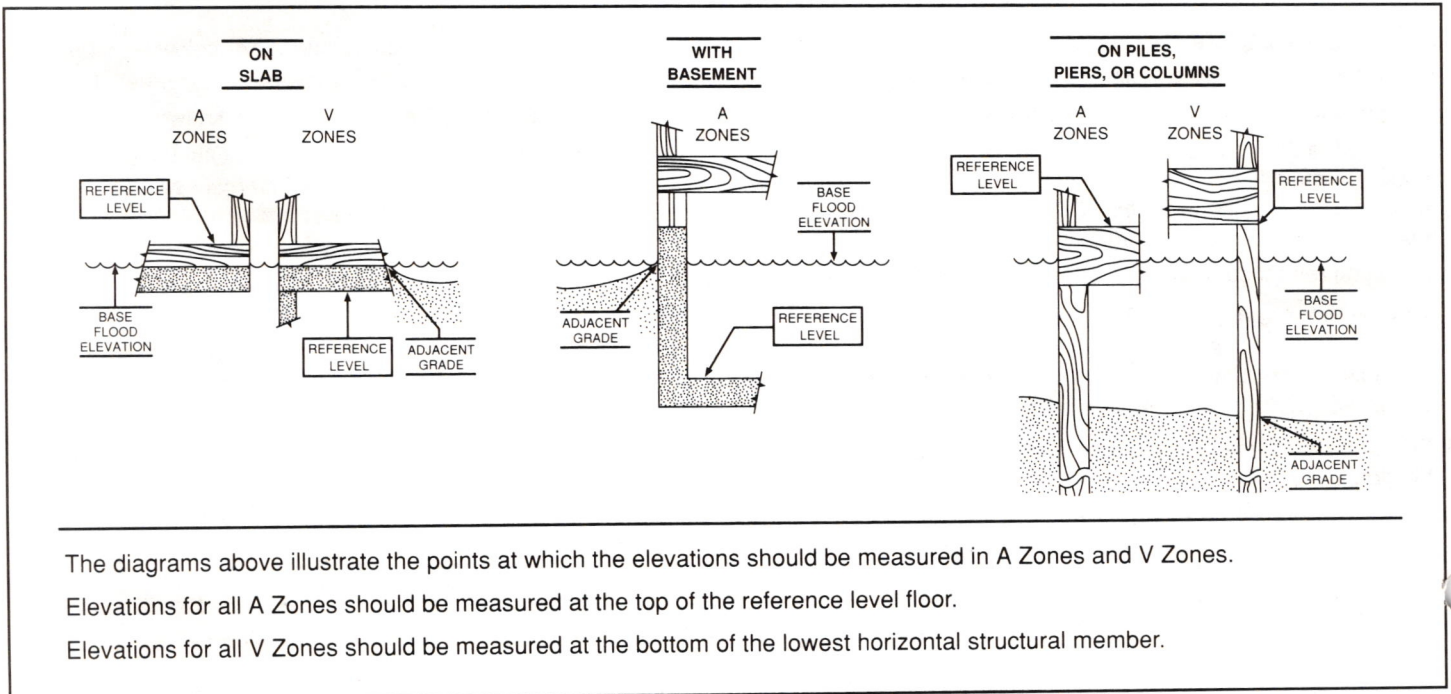 ON
SLAB
A
ZONES
V
ZONES
REFERENCE
LEVEL
BASE
FLOOD
ELEVATION
REFERENCE
LEVEL
ADJACENT
GRADE
WITH
BASEMENT
A
ZONES
BASE
FLOOD
ELEVATION
ADJACENT
GRADE
REFERENCE
LEVEL
ON PILES,
PIERS, OR COLUMNS
A
ZONES
V
ZONES
REFERENCE
LEVEL
REFERENCE
LEVEL
BASE
FLOOD
ELEVATION
ADJACENT
GRADE
The diagrams above illustrate the points at which the elevations should be measured in A Zones and V Zones.
Elevations for all A Zones should be measured at the top of the reference level floor.
Elevations for all V Zones should be measured at the bottom of the lowest horizontal structural member.